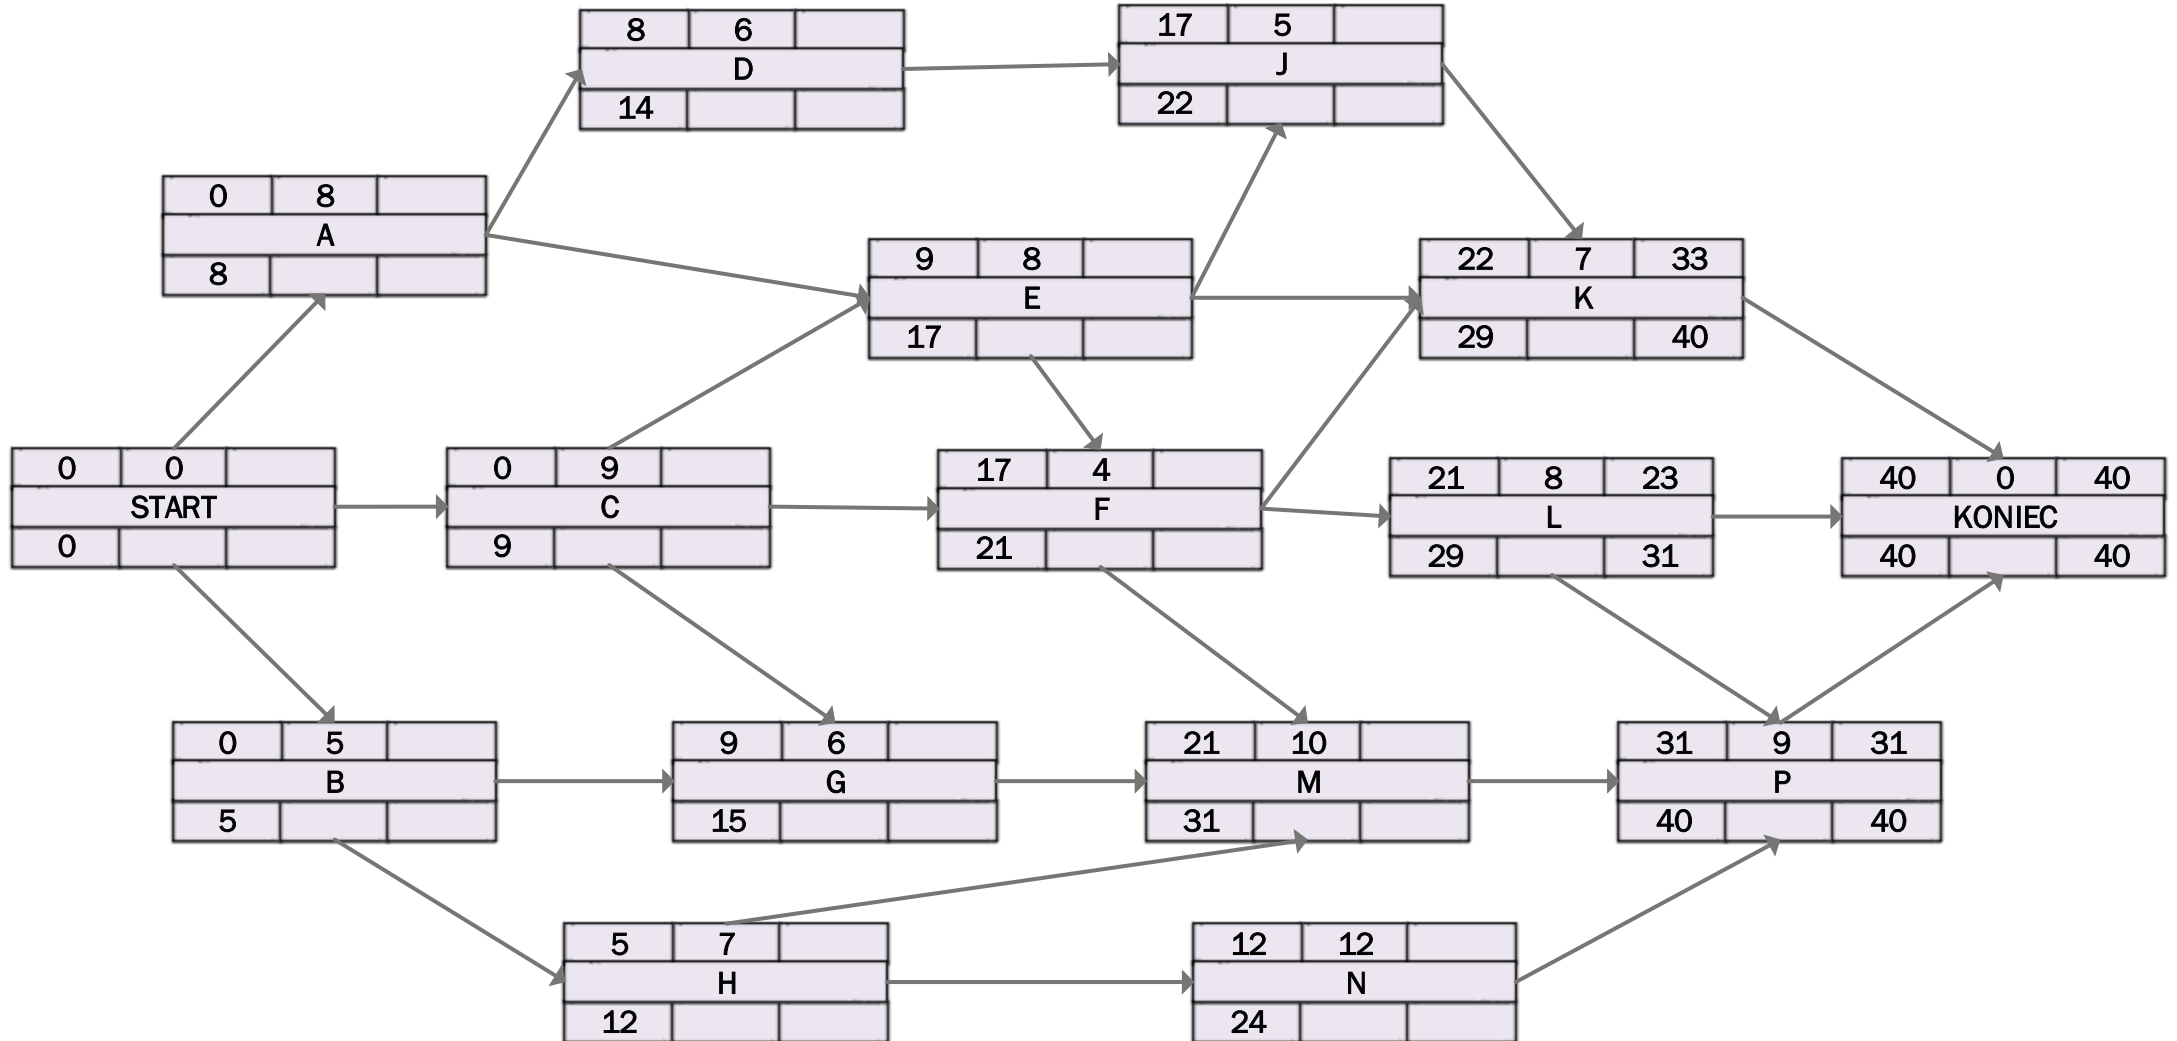 8 6
D
14
17 5
J
22
0 8
A
8
9 8
E
17
22 7 33
K
29 40
0 0
START
0
0 9
C
9
17 4
F
21
21 8 23
L
29 31
40 0 40
KONIEC
40 40
0 5
B
5
9 6
G
15
21 10
M
31
31 9 31
P
40 40
5 7
H
12
12 12
N
24